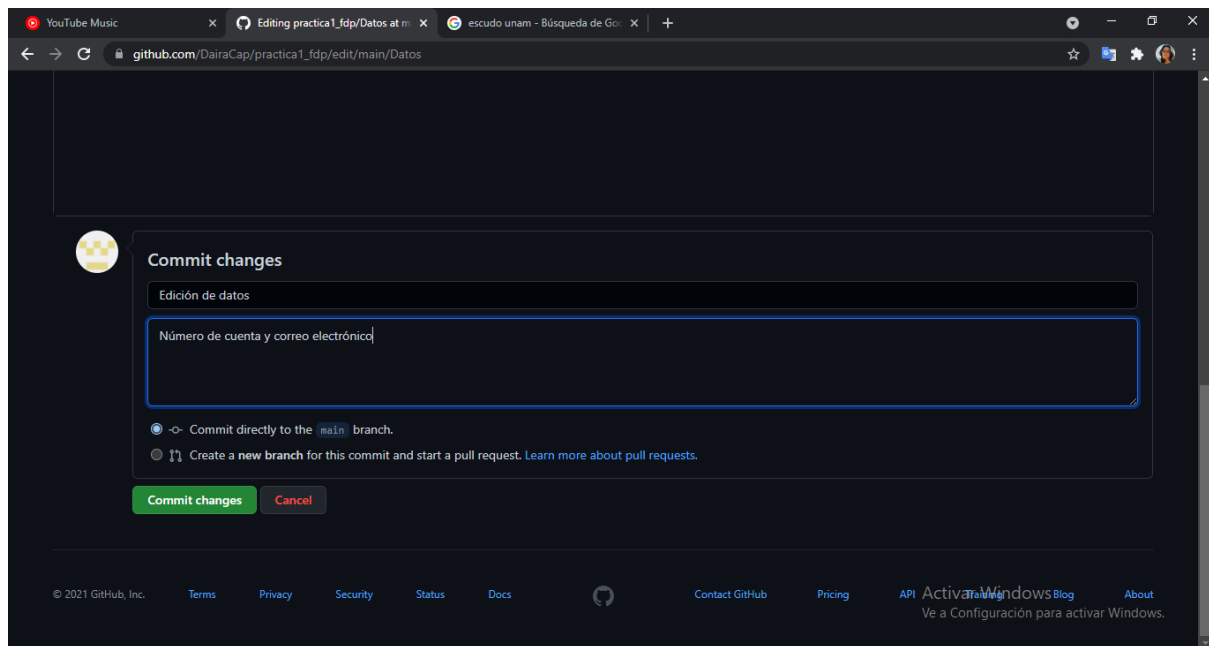 YouTube Music
Editing practica1_fdp/Datos at m
escudo unam - Búsqueda de Goo
github.com/DairaCap/practica1_fdp/edit/main/Datos
Commit changes
Edición de datos
Número de cuenta y correo electrónico
Commit directly to the main branch.
Create a new branch for this commit and start a pull request. Learn more about pull requests.
Commit changes Cancel
© 2021 GitHub, Inc. Terms Privacy Security Status Docs Contact GitHub Pricing API Training Blog About
Activar Windows
Ve a Configuración para activar Windows.